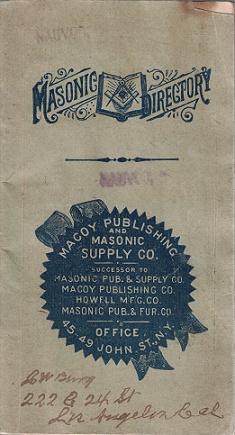 MASONIC DIRECTORY
MACOY PUBLISHING
AND
MASONIC
SUPPLY CO.
SUCCESSOR TO
MASONIC PUB. & SUPPLY CO.
MACOY PUBLISHING CO.
HOWELL MFG. CO.
MASONIC PUB. & FUR. CO.
OFFICE
45-49 JOHN ST., N.Y.
222 E 24 St
Los Angeles Cal